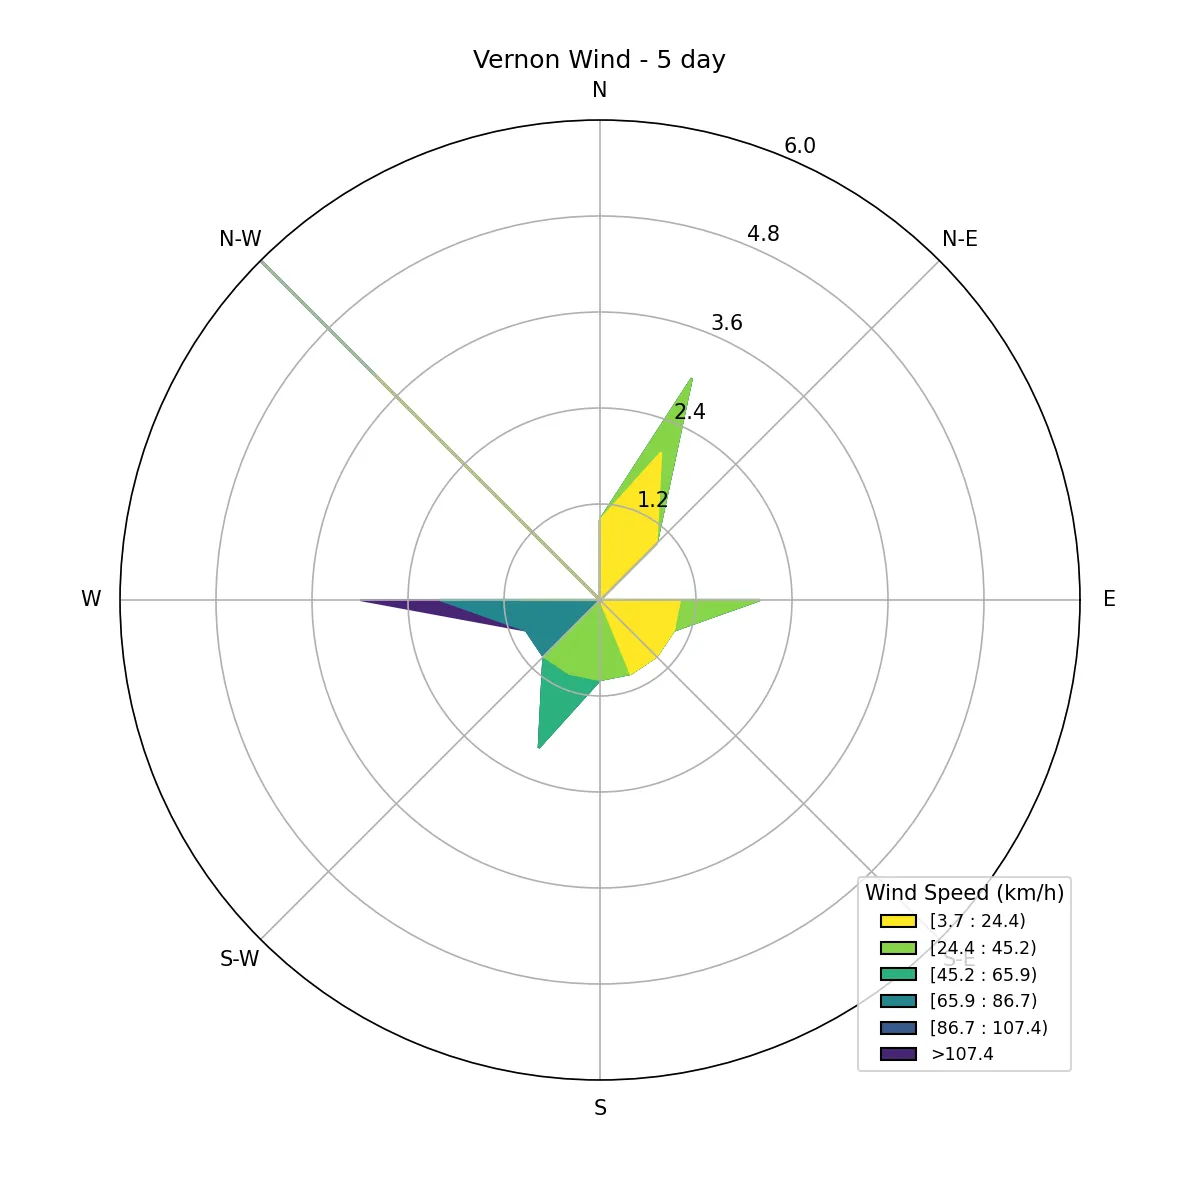 Vernon Wind - 5 day
N
6.0
N-W
4.8
N-E
3.6
2.4
1.2
W
E
Wind Speed (km/h)
[3.7 : 24.4)
[24.4 : 45.2)
S-W
S-E
[45.2 : 65.9)
[65.9 : 86.7)
[86.7 : 107.4)
>107.4
S